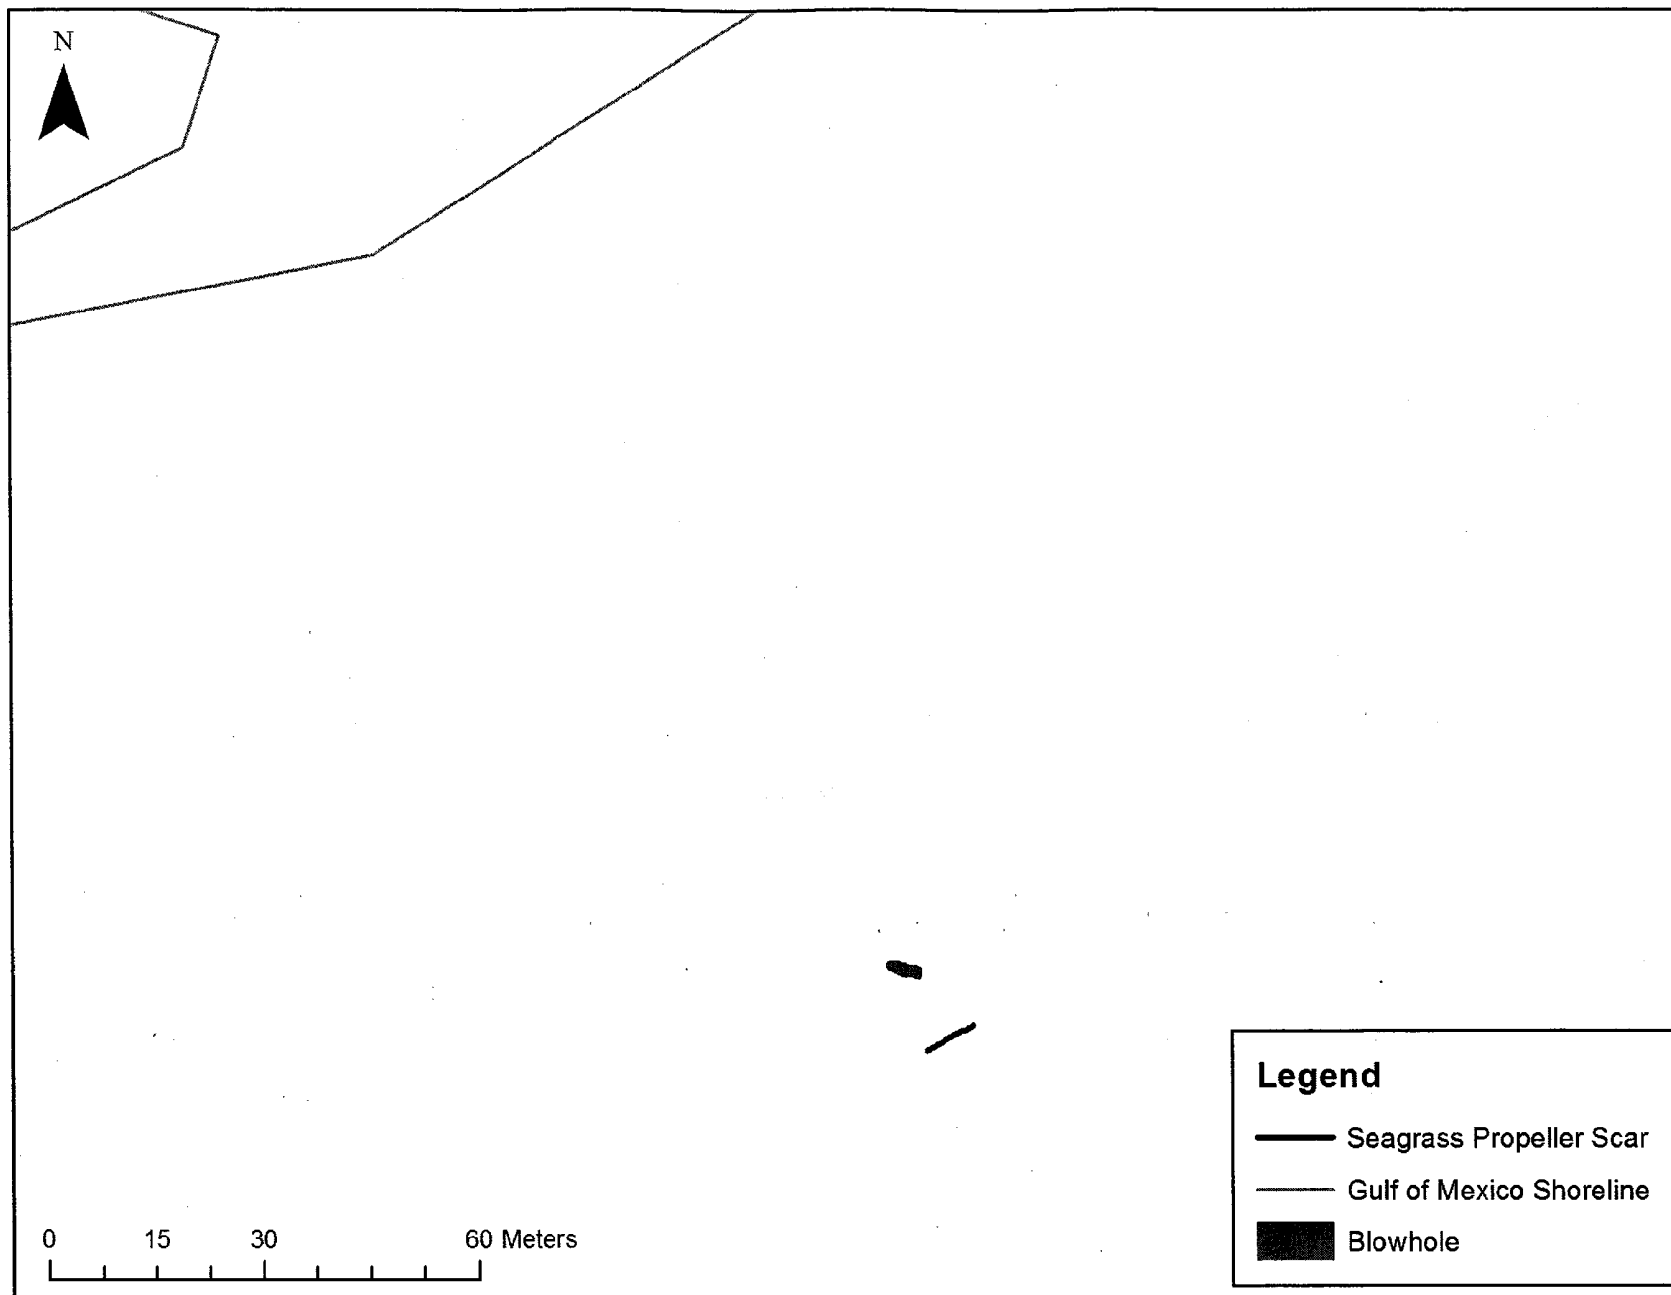 N
Legend
Seagrass Propeller Scar
Gulf of Mexico Shoreline
Blowhole
0 15 30 60 Meters